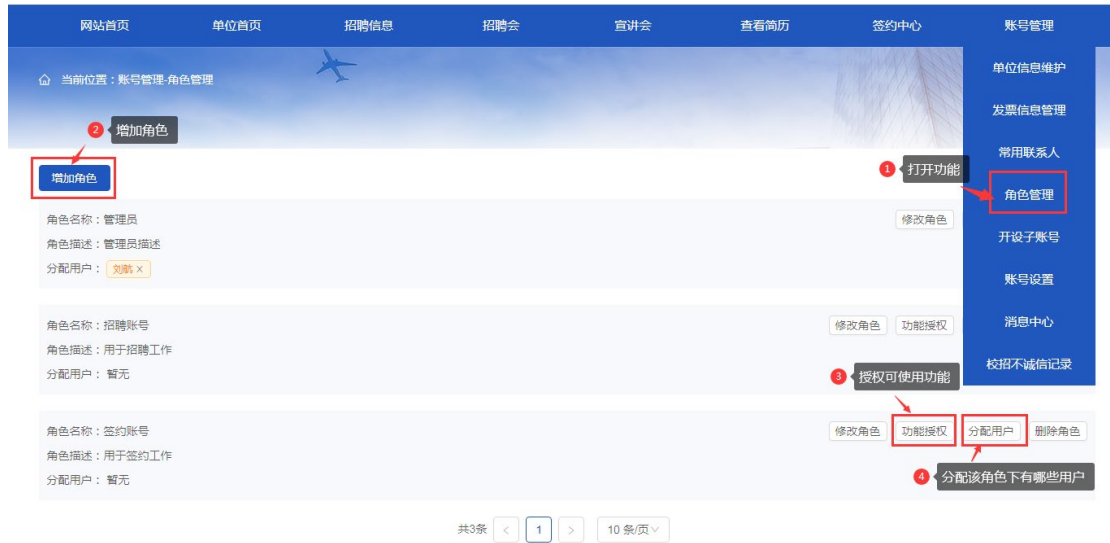 网站首页 单位首页 招聘信息 招聘会 宣讲会 查看简历 签约中心 账号管理
当前位置：账号管理-角色管理
单位信息维护
发票信息管理
常用联系人
角色管理
开设子账号
账号设置
消息中心
校招不诚信记录
2 增加角色
1 打开功能
增加角色
角色名称：管理员
修改角色
角色描述：管理员描述
分配用户： 刘航 ×
角色名称：招聘账号
修改角色 功能授权
角色描述：用于招聘工作
分配用户： 暂无
3 授权可使用功能
角色名称：签约账号
修改角色 功能授权 分配用户 删除角色
角色描述：用于签约工作
分配用户： 暂无
4 分配该角色下有哪些用户
共3条 < 1 > 10 条/页